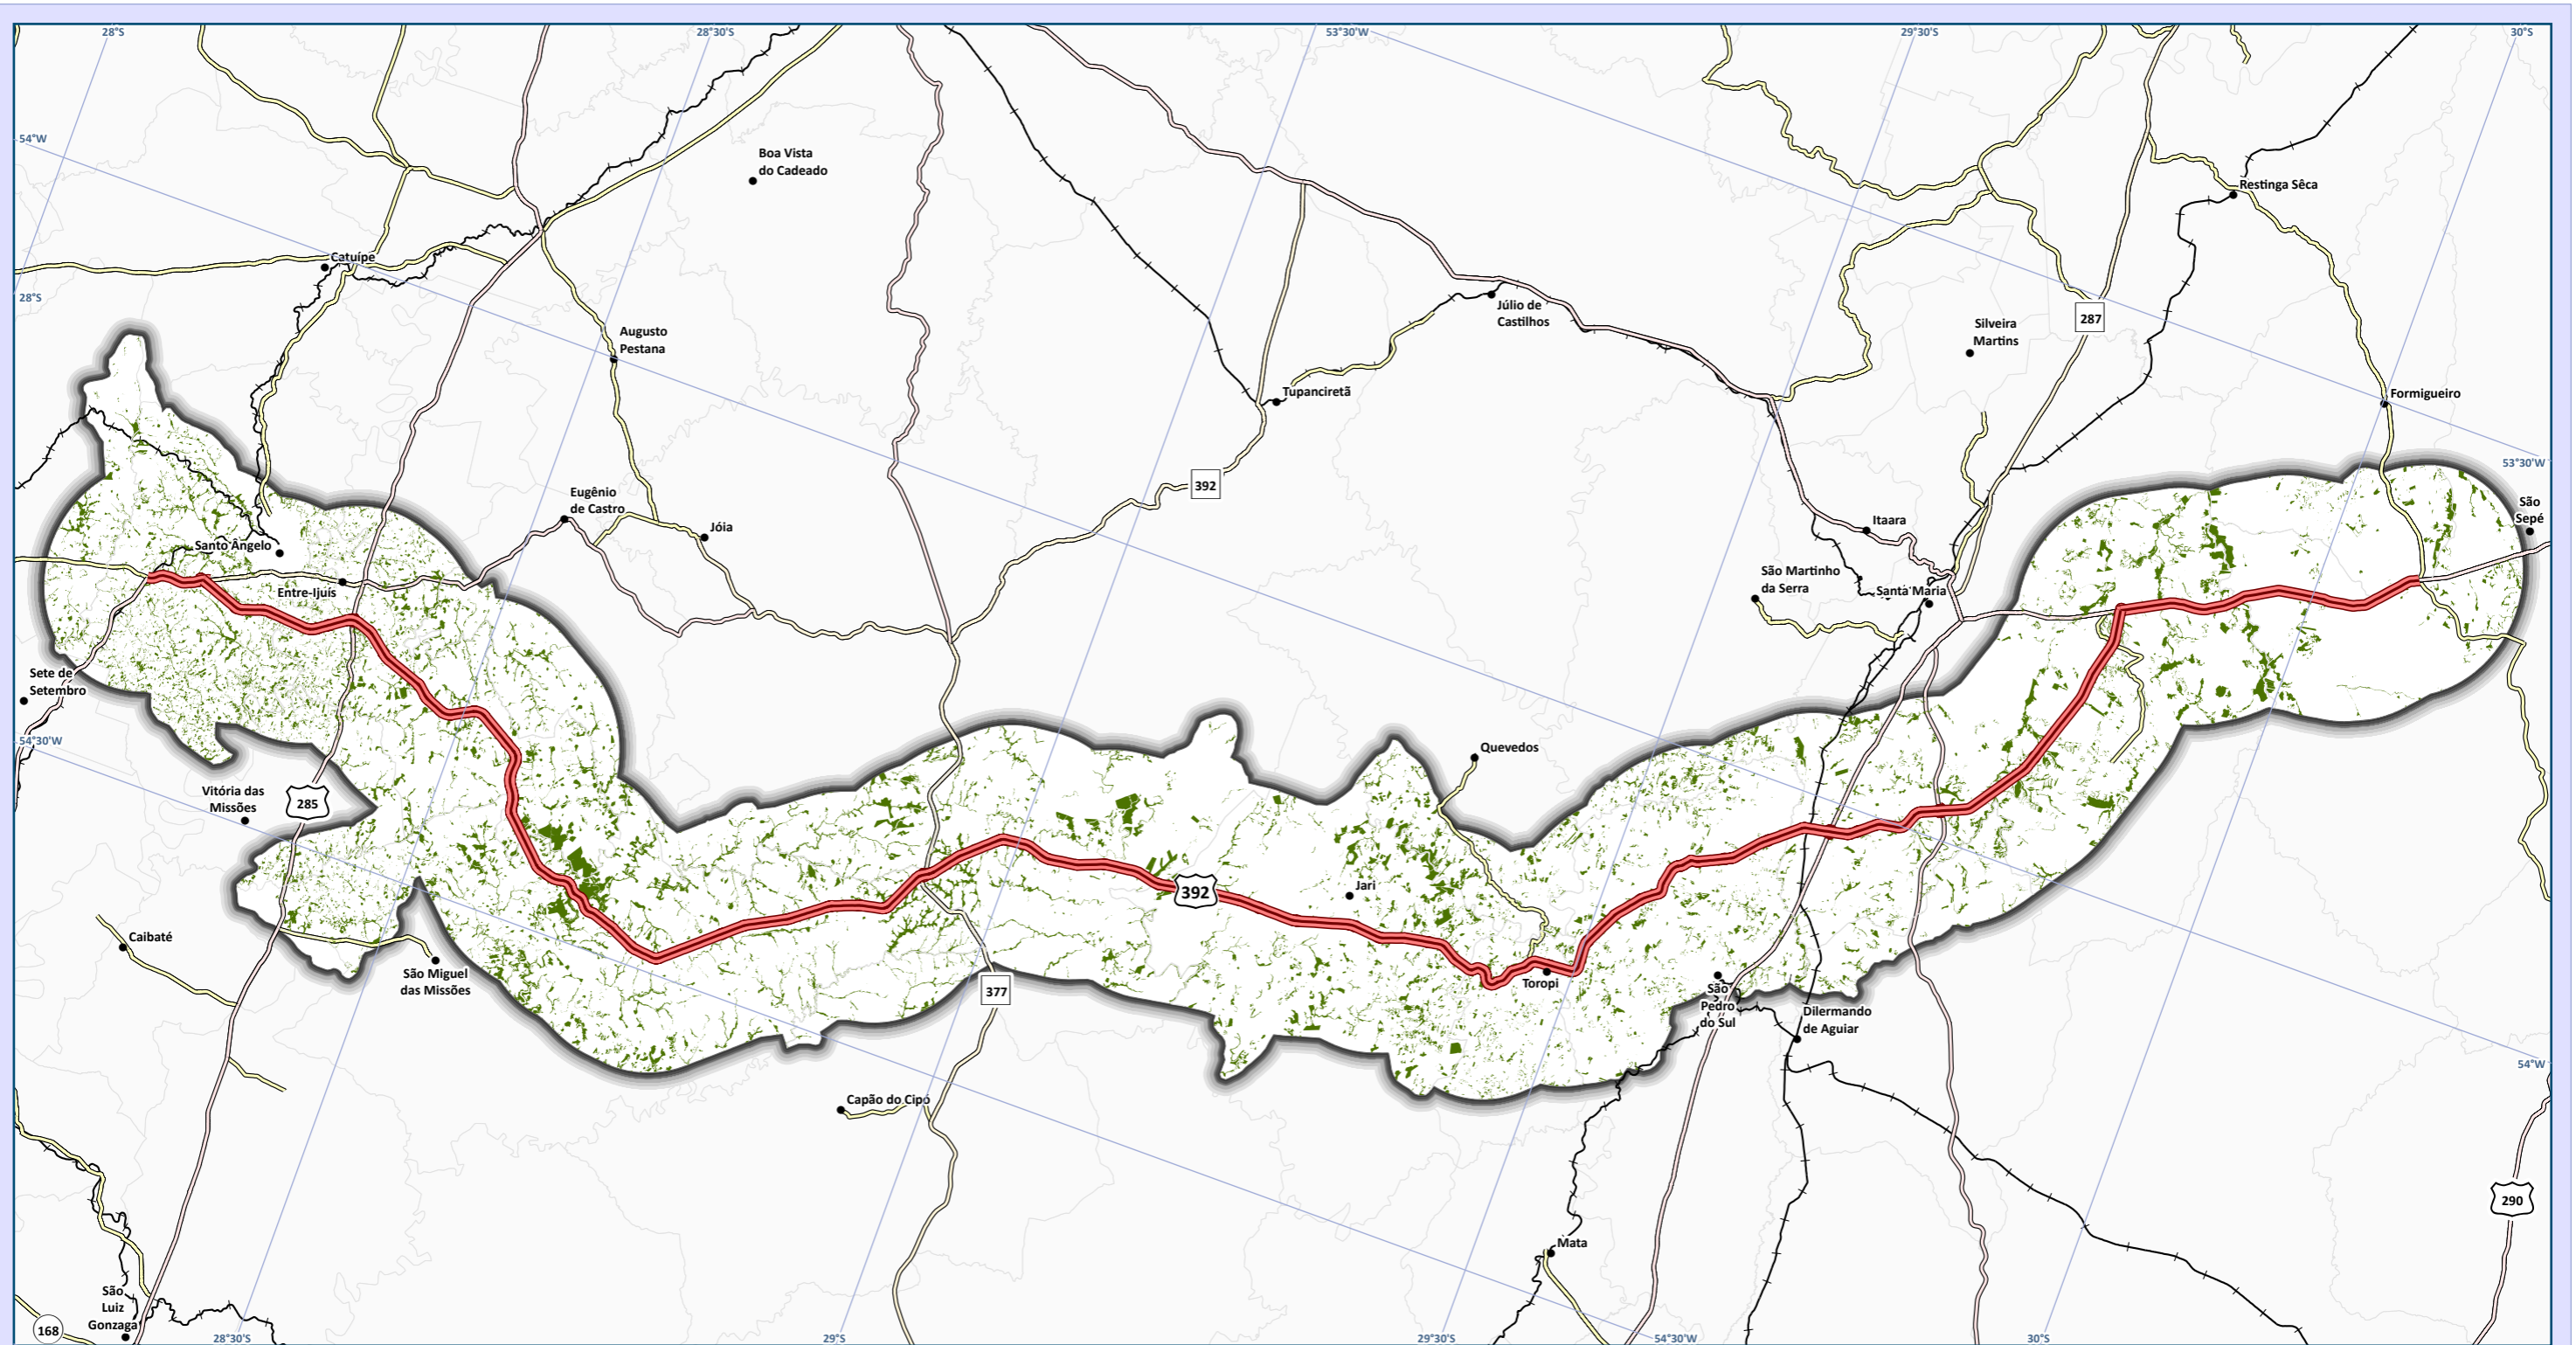 28°S
28°30'S
53°30'W
29°30'S
30°S
54°W
Boa Vista
do Cadeado
Restinga Sêca
Catuípe
28°S
Júlio de
Castilhos
287
Silveira
Martins
Augusto
Pestana
Tupanciretã
Formigueiro
53°30'W
392
Eugênio
de Castro
Jóia
São
Sepé
Itaara
Santo Ângelo
Entre-Ijuís
São Martinho
da Serra
Santa Maria
Sete de
Setembro
54°30'W
Quevedos
Vitória das
Missões
285
392
Jari
Caibaté
São Miguel
das Missões
377
Toropi
São
Pedro
do Sul
Dilermando
de Aguiar
54°W
Capão do Cipó
290
Mata
São
Luiz
Gonzaga
168
28°30'S
29°S
29°30'S
54°30'W
30°S